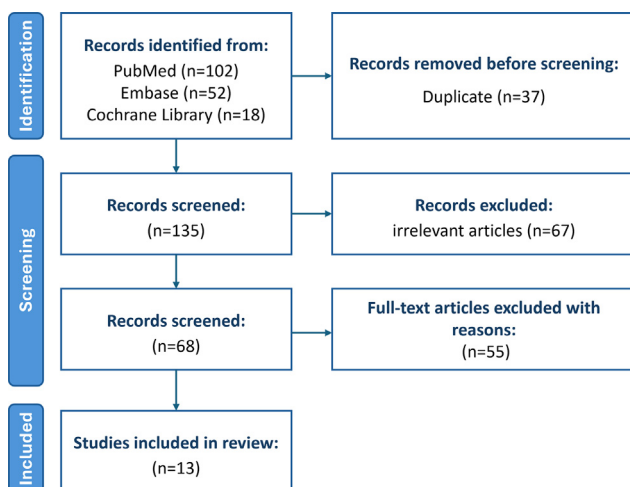 Identification
Records identified from:
PubMed (n=102)
Embase (n=52)
Cochrane Library (n=18)
Records removed before screening:
Duplicate (n=37)
Screening
Records screened:
(n=135)
Records excluded:
irrelevant articles (n=67)
Records screened:
(n=68)
Full-text articles excluded with
reasons:
(n=55)
Included
Studies included in review:
(n=13)